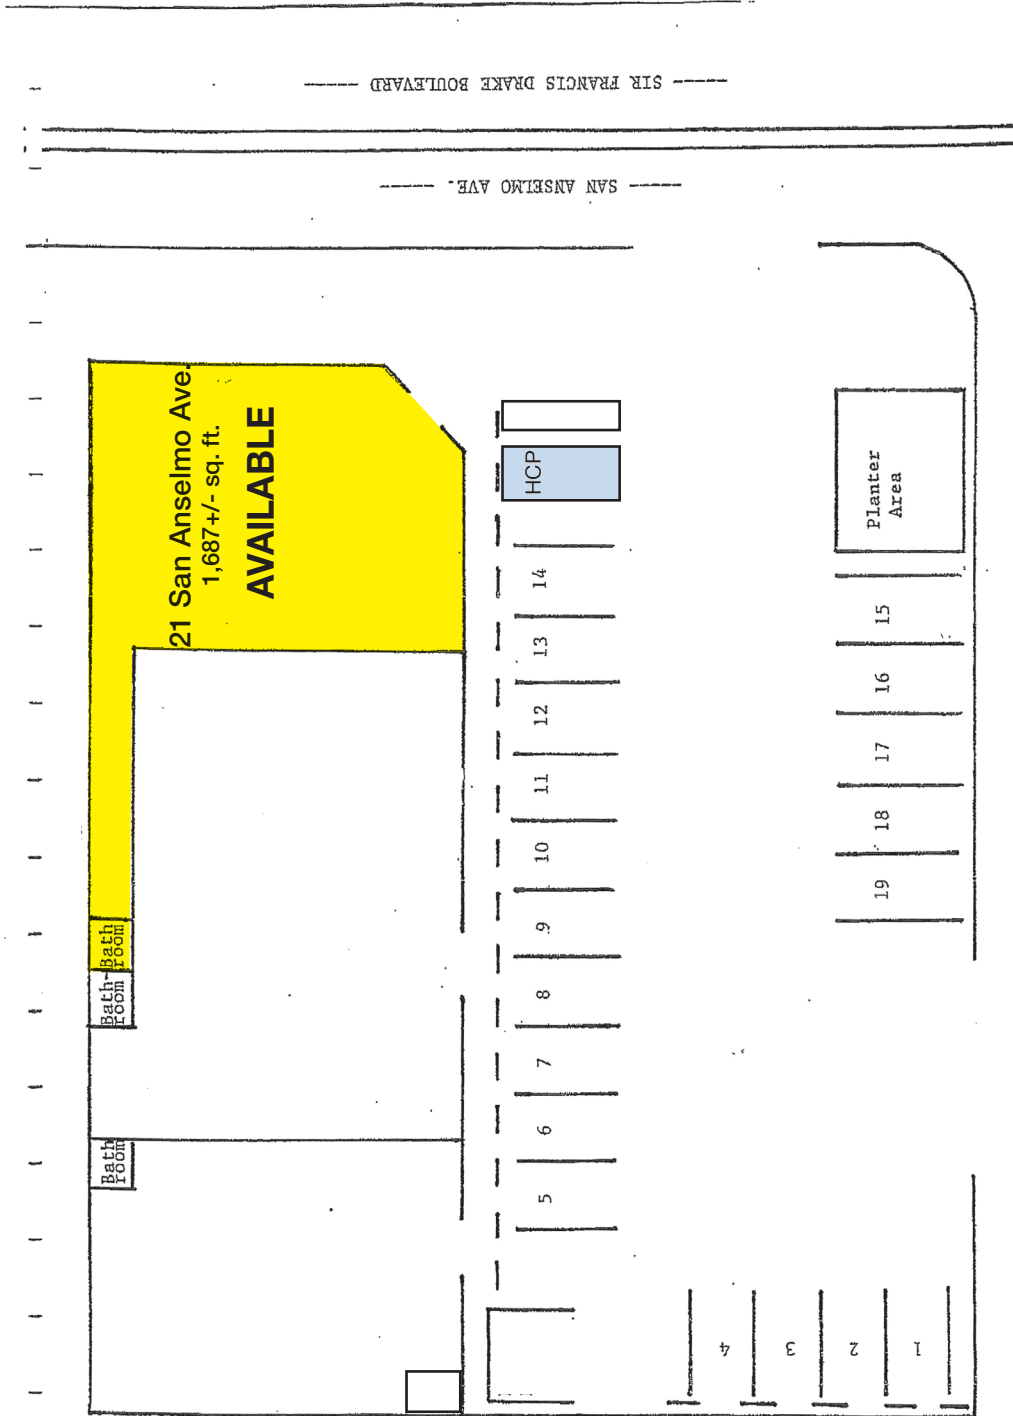 ---- SIR FRANCIS DRAKE BOULEVARD ----
---- SAN ANSELMO AVE. ----
21 San Anselmo Ave.
1,687+/- sq. ft.
AVAILABLE
HCP
Planter
Area
14
13
12
11
10
9
8
7
6
5
15
16
17
18
19
Bath
room
Bath-
room
Bath
room
4
3
2
1